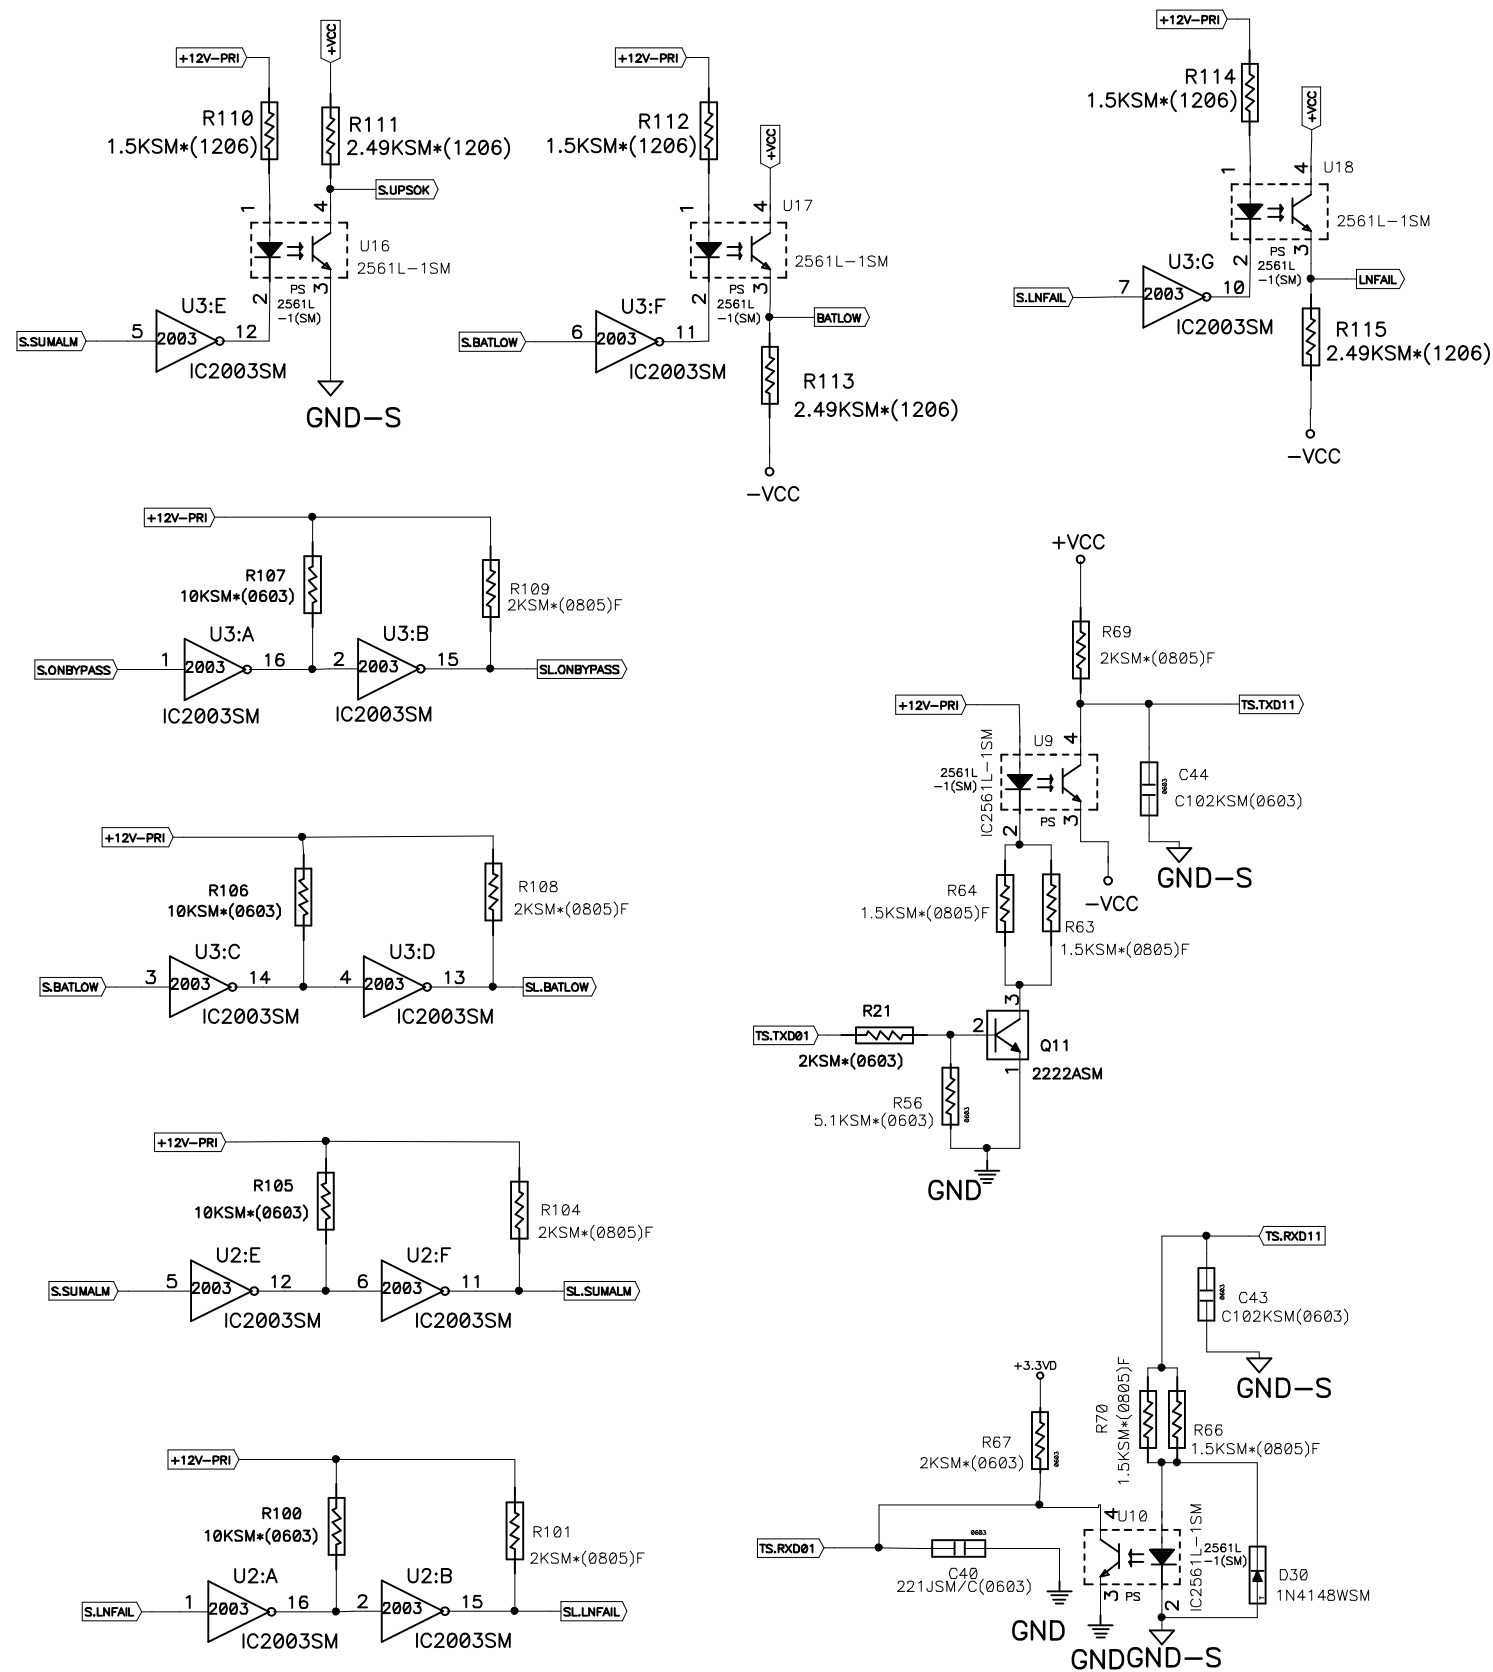 +12V-PRI
+VCC
R110
1.5KSM*(1206)
R111
2.49KSM*(1206)
S.UPSOK
1
4
U16
2561L-1SM
2
3
PS
2561L
-1(SM)
U3:E
S.SUMALM
5
2003
12
IC2003SM
GND-S
+12V-PRI
R112
1.5KSM*(1206)
+VCC
1
4
U17
2561L-1SM
2
3
PS
2561L
-1(SM)
U3:F
S.BATLOW
6
2003
11
IC2003SM
BATLOW
R113
2.49KSM*(1206)
-VCC
+12V-PRI
R114
1.5KSM*(1206)
+VCC
1
4
U18
2561L-1SM
2
3
PS
2561L
-1(SM)
U3:G
S.LNFAIL
7
2003
10
IC2003SM
LNFAIL
R115
2.49KSM*(1206)
-VCC
+12V-PRI
R107
10KSM*(0603)
R109
2KSM*(0805)F
U3:A
U3:B
S.ONBYPASS
1
2003
16
2
2003
15
SL.ONBYPASS
IC2003SM
IC2003SM
+12V-PRI
R106
10KSM*(0603)
R108
2KSM*(0805)F
U3:C
U3:D
S.BATLOW
3
2003
14
4
2003
13
SL.BATLOW
IC2003SM
IC2003SM
+12V-PRI
R105
10KSM*(0603)
R104
2KSM*(0805)F
U2:E
U2:F
S.SUMALM
5
2003
12
6
2003
11
SL.SUMALM
IC2003SM
IC2003SM
+12V-PRI
R100
10KSM*(0603)
R101
2KSM*(0805)F
U2:A
U2:B
S.LNFAIL
1
2003
16
2
2003
15
SL.LNFAIL
IC2003SM
IC2003SM
+VCC
R69
2KSM*(0805)F
+12V-PRI
TS.TXD11
U9
4
IC2561L-1SM
2561L
-1(SM)
2
PS
3
0603
C44
C102KSM(0603)
GND-S
-VCC
R64
1.5KSM*(0805)F
R63
1.5KSM*(0805)F
3
TS.TXD01
R21
2KSM*(0603)
2
Q11
2222ASM
1
R56
5.1KSM*(0603)
0603
GND
TS.RXD11
0603
C43
C102KSM(0603)
GND-S
+3.3VD
R67
2KSM*(0603)
0603
R70
1.5KSM*(0805)F
R66
1.5KSM*(0805)F
4
U10
TS.RXD01
0603
C40
221JSM/C(0603)
GND
2561L
-1(SM)
IC2561L-1SM
3
PS
2
D30
1N4148WSM
GND
GND-S